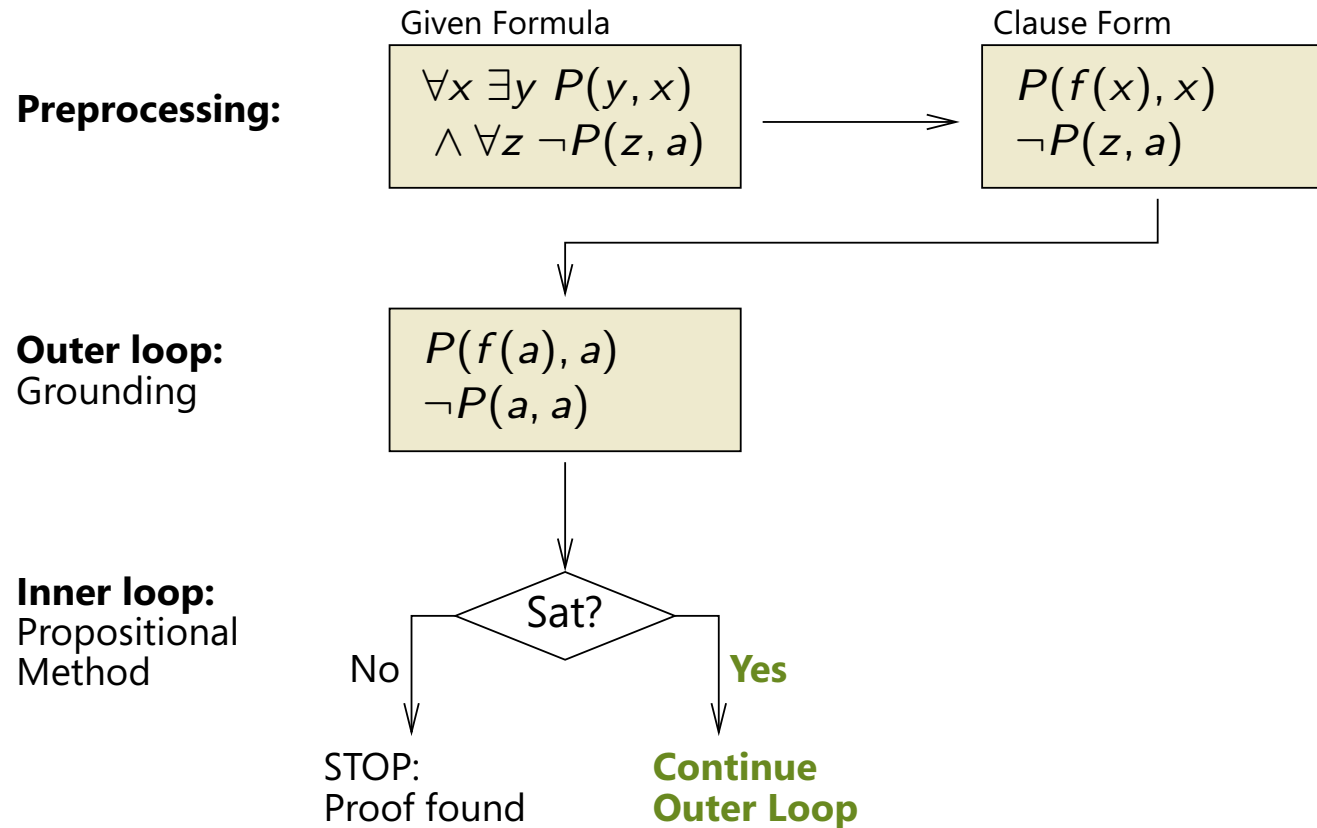 Given Formula
Clause Form
Preprocessing:
∀x ∃y P(y, x)
∧ ∀z ¬P(z, a)
P(f(x), x)
¬P(z, a)
Outer loop:
Grounding
P(f(a), a)
¬P(a, a)
Inner loop:
Propositional
Method
Sat?
No
Yes
STOP:
Proof found
Continue
Outer Loop